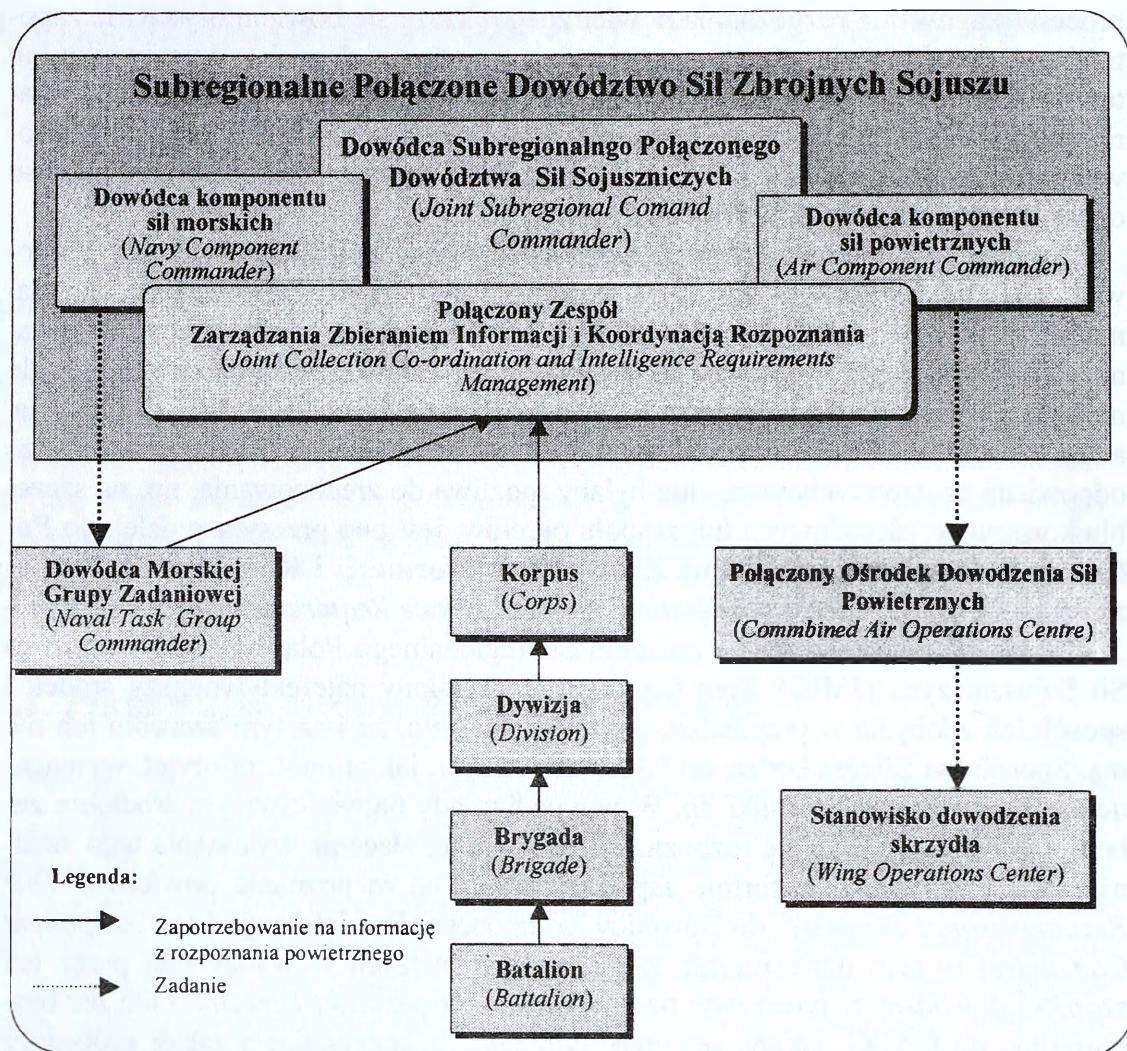 Subregionalne Połączone Dowództwo Sił Zbrojnych Sojuszu
Dowódca Subregionalngo Połączonego
Dowództwa Sił Sojuszniczych
(Joint Subregional Comand
Commander)
Dowódca komponentu
sił morskich
(Navy Component
Commander)
Dowódca komponentu
sił powietrznych
(Air Component Commander)
Połączony Zespół
Zarządzania Zbieraniem Informacji i Koordynacją Rozpoznania
(Joint Collection Co-ordination and Intelligence Requirements
Management)
Dowódca Morskiej
Grupy Zadaniowej
(Naval Task Group
Commander)
Korpus
(Corps)
Połączony Ośrodek Dowodzenia Sił
Powietrznych
(Commbined Air Operations Centre)
Dywizja
(Division)
Brygada
(Brigade)
Stanowisko dowodzenia
skrzydła
(Wing Operations Center)
Batalion
(Battalion)
Legenda:
Zapotrzebowanie na informację
z rozpoznania powietrznego
Zadanie